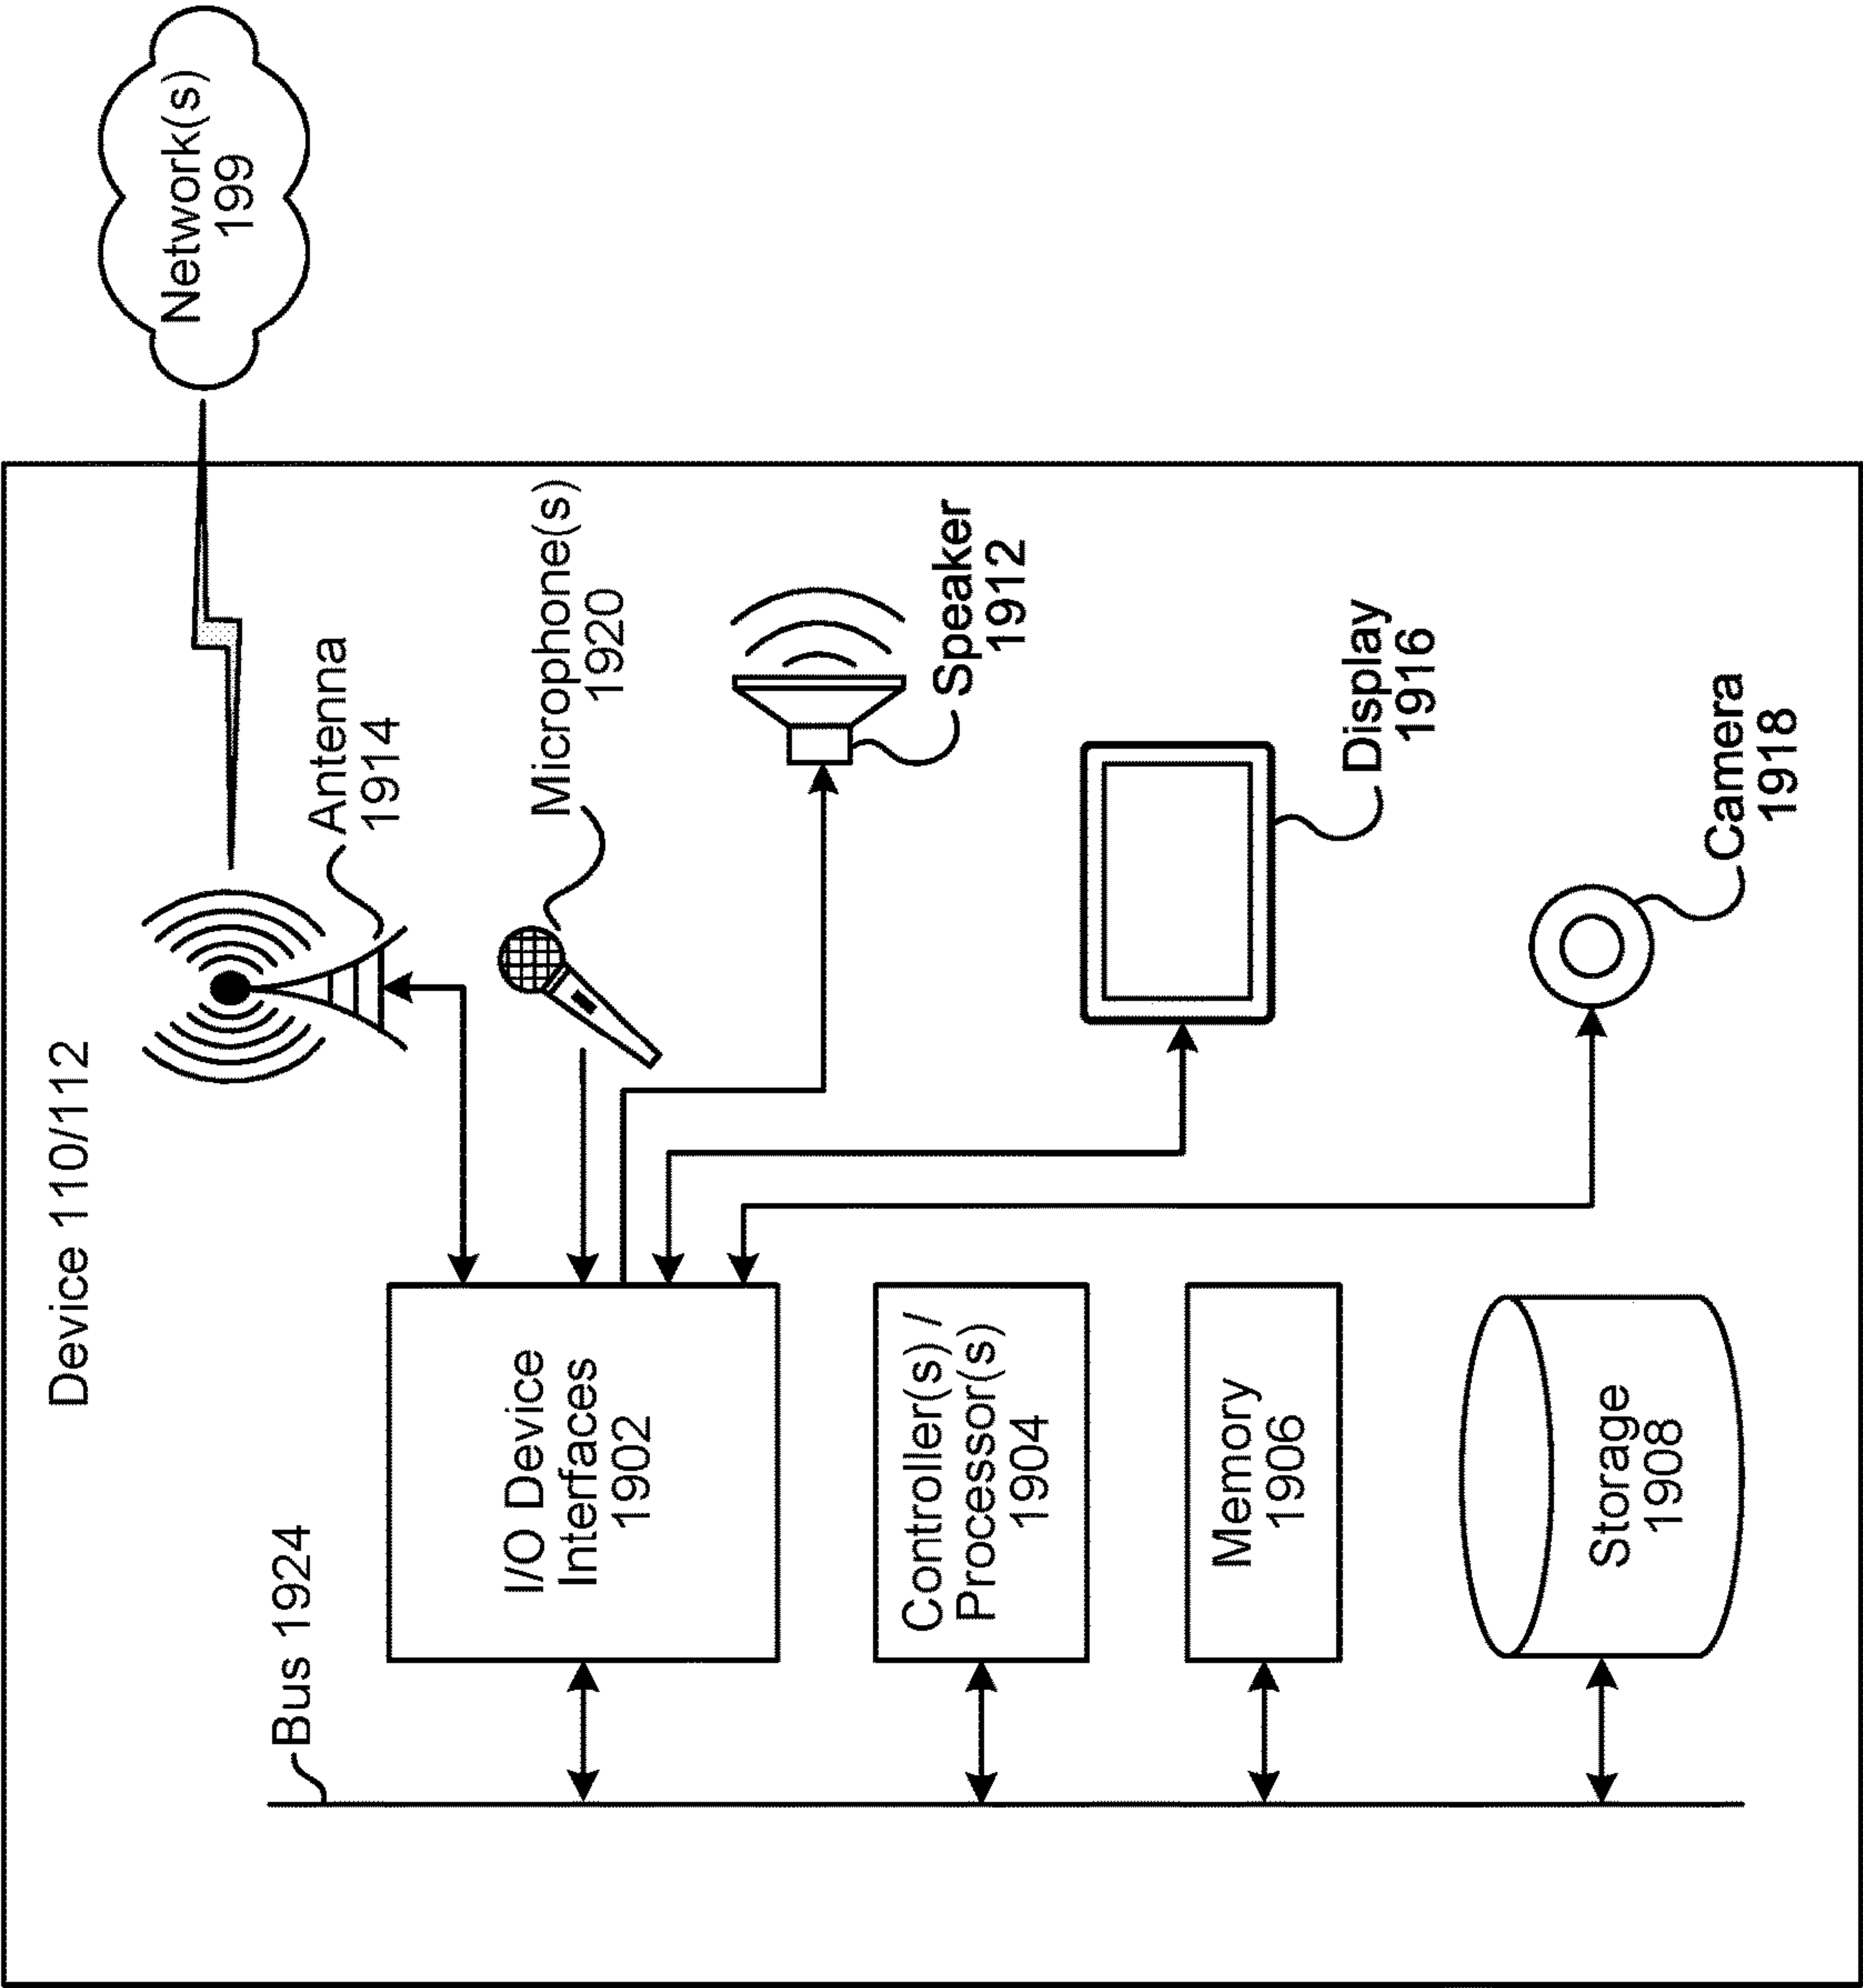 Device 110/112
Network(s)
199
Bus 1924
Antenna
1914
I/O Device
Interfaces
1902
Microphone(s)
1920
Speaker
1912
Controller(s) /
Processor(s)
1904
Memory
1906
Display
1916
Storage
1908
Camera
1918